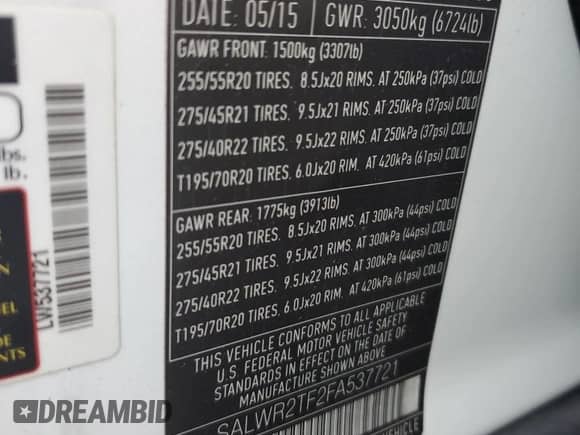 DATE: 05/15 GWR: 3050kg (6724lb)
GAWR FRONT: 1500kg (3307lb)
255/55R20 TIRES. 8.5Jx20 RIMS. AT 250kPa (37psi) COLD
275/45R21 TIRES. 9.5Jx21 RIMS. AT 250kPa (37psi) COLD
275/40R22 TIRES. 9.5Jx22 RIMS. AT 250kPa (37psi) COLD
T195/70R20 TIRES. 6.0Jx20 RIM. AT 420kPa (61psi) COLD
GAWR REAR: 1775kg (3913lb)
255/55R20 TIRES. 8.5Jx20 RIMS. AT 300kPa (44psi) COLD
275/45R21 TIRES. 9.5Jx21 RIMS. AT 300kPa (44psi) COLD
275/40R22 TIRES. 9.5Jx22 RIMS. AT 300kPa (44psi) COLD
T195/70R20 TIRES. 6.0Jx20 RIM. AT 420kPa (61psi) COLD
THIS VEHICLE CONFORMS TO ALL APPLICABLE
U.S. FEDERAL MOTOR VEHICLE SAFETY
STANDARDS IN EFFECT ON THE DATE OF
MANUFACTURE SHOWN ABOVE
SALWR2TF2FA537721
lbs.
lb.
LW537721
DREAMBID